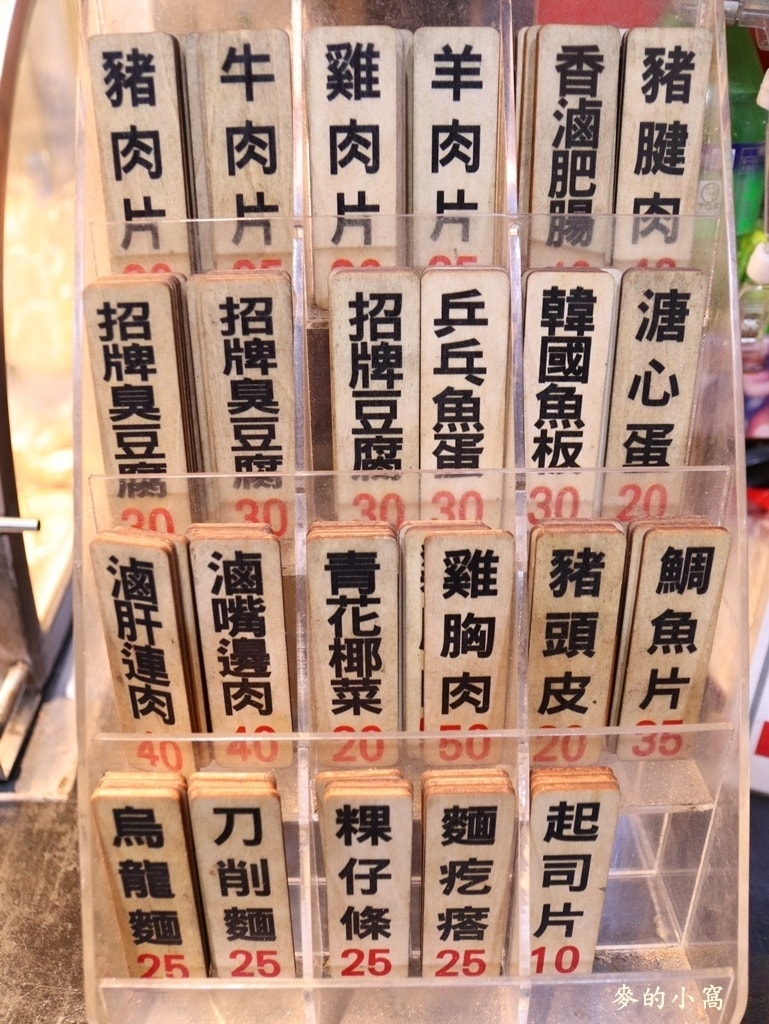 豬肉片
牛肉片
雞肉片
羊肉片
香滷肥腸
豬腱肉
招牌臭豆腐
30
招牌臭豆腐
30
招牌豆腐
30
乒乓魚蛋
30
韓國魚板
30
溏心蛋
20
滷肝連肉
40
滷嘴邊肉
40
青花椰菜
20
雞胸肉
50
豬頭皮
20
鯛魚片
35
烏龍麵
25
刀削麵
25
粿仔條
25
麵疙瘩
25
起司片
10
麥的小窩